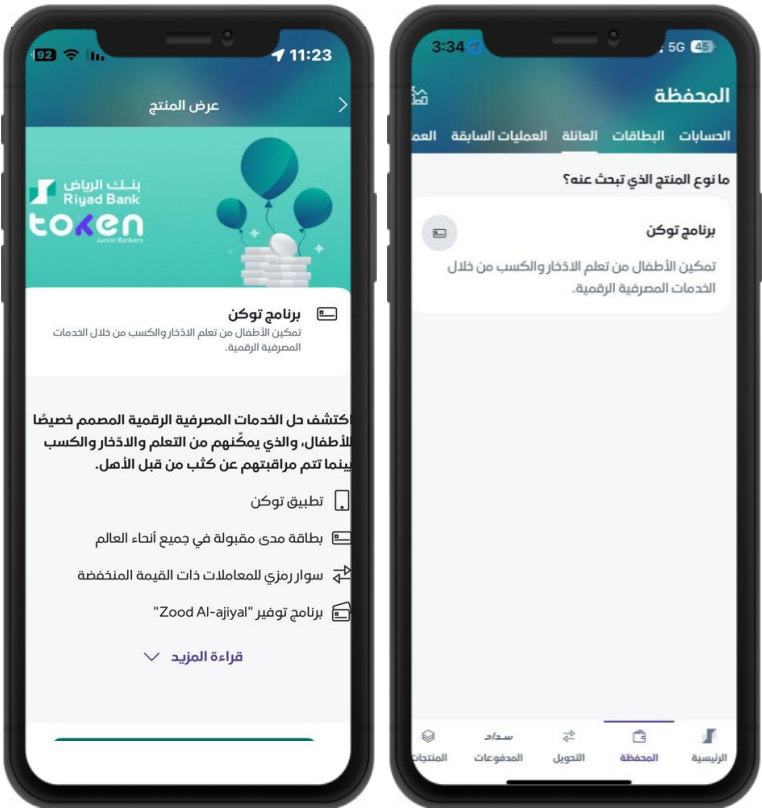 11:23
92
عرض المنتج
بنك الرياض
Riyad Bank
token
Junior Bankers
برنامج توكن
تمكين الأطفال من تعلم الادّخار والكسب من خلال الخدمات
المصرفية الرقمية.
اكتشف حل الخدمات المصرفية الرقمية المصمم خصيصًا
للأطفال، والذي يمكّنهم من التعلم والادّخار والكسب
بينما تتم مراقبتهم عن كثب من قبل الأهل.
تطبيق توكن
بطاقة مدى مقبولة في جميع أنحاء العالم
سوار رمزي للمعاملات ذات القيمة المنخفضة
برنامج توفير "Zood Al-ajiyal"
قراءة المزيد
3:34
5G 45
المحفظة
الحسابات البطاقات العائلة العمليات السابقة العم
ما نوع المنتج الذي تبحث عنه؟
برنامج توكن
تمكين الأطفال من تعلم الادّخار والكسب من خلال
الخدمات المصرفية الرقمية.
سداد
الرئيسية المحفظة التحويل المدفوعات المنتجات